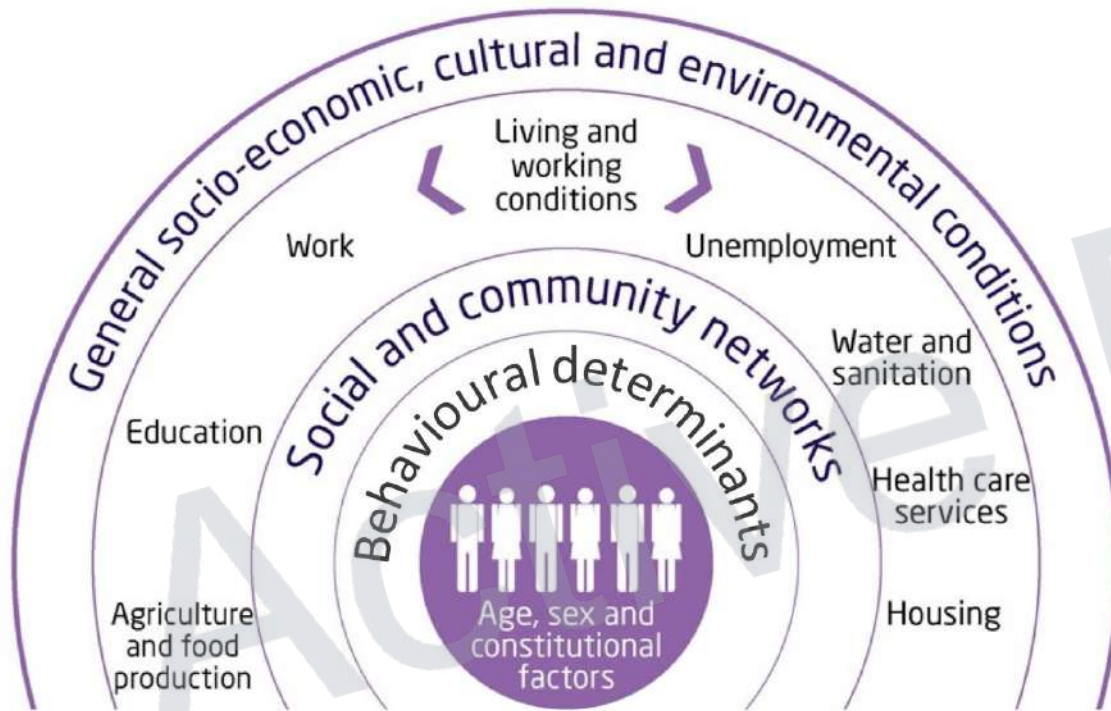 General socio-economic, cultural and environmental conditions
Living and
working
conditions
Work
Unemployment
Social and community networks
Water and
sanitation
Behavioural determinants
Education
Health care
services
Agriculture
and food
production
Housing
Age, sex and
constitutional
factors
Active